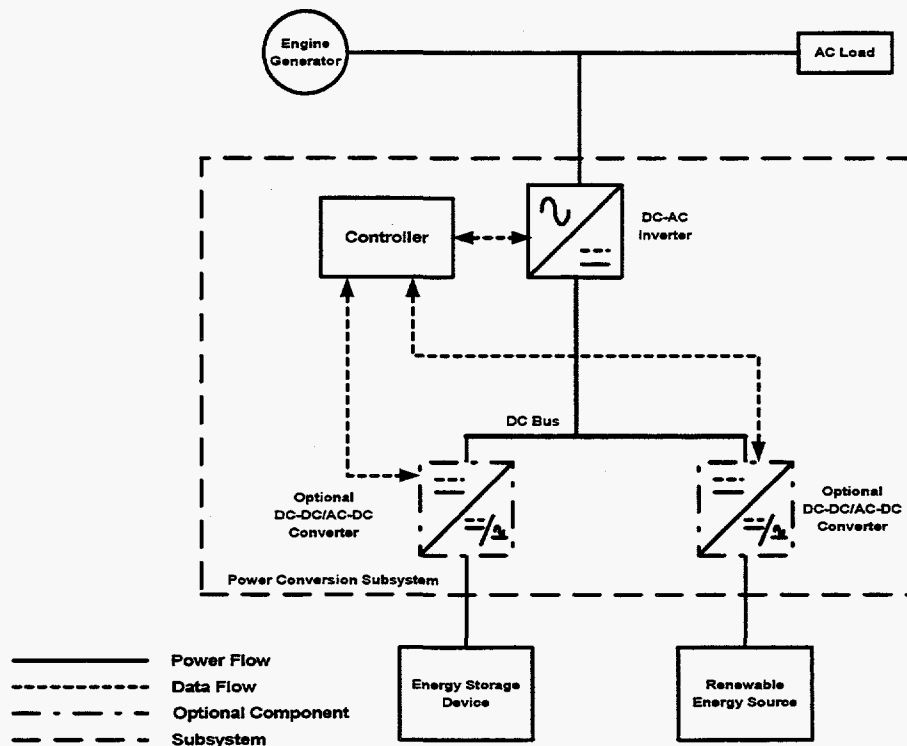 Engine
Generator
AC Load
Controller
DC-AC
Inverter
DC Bus
Optional
DC-DC/AC-DC
Converter
Optional
DC-DC/AC-DC
Converter
Power Conversion Subsystem
Energy Storage
Device
Renewable
Energy Source
Power Flow
Data Flow
Optional Component
Subsystem